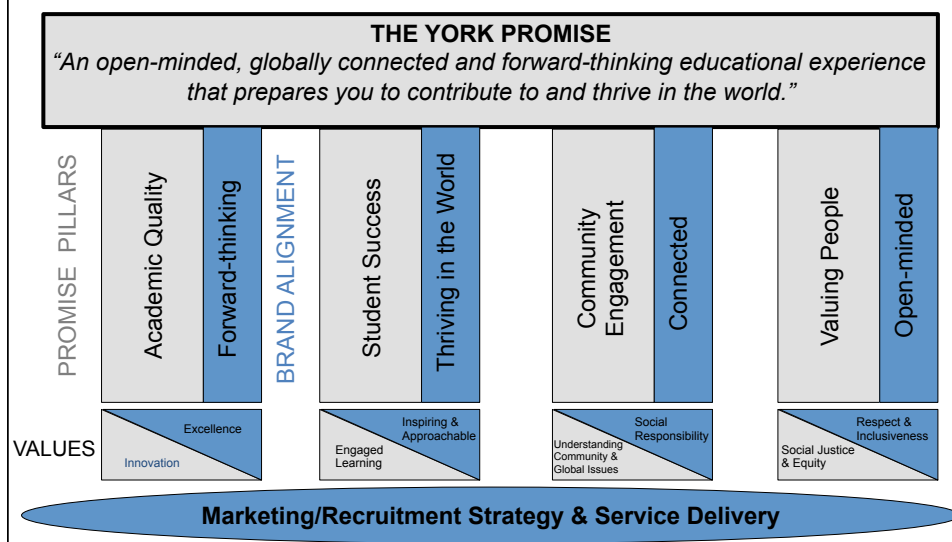 THE YORK PROMISE
“An open-minded, globally connected and forward-thinking educational experience
that prepares you to contribute to and thrive in the world.”
PROMISE PILLARS
Academic Quality
Forward-thinking
BRAND ALIGNMENT
Student Success
Thriving in the World
Community
Engagement
Connected
Valuing People
Open-minded
VALUES
Excellence
Innovation
Inspiring &
Approachable
Engaged
Learning
Social
Responsibility
Understanding
Community &
Global Issues
Respect &
Inclusiveness
Social Justice
& Equity
Marketing/Recruitment Strategy & Service Delivery